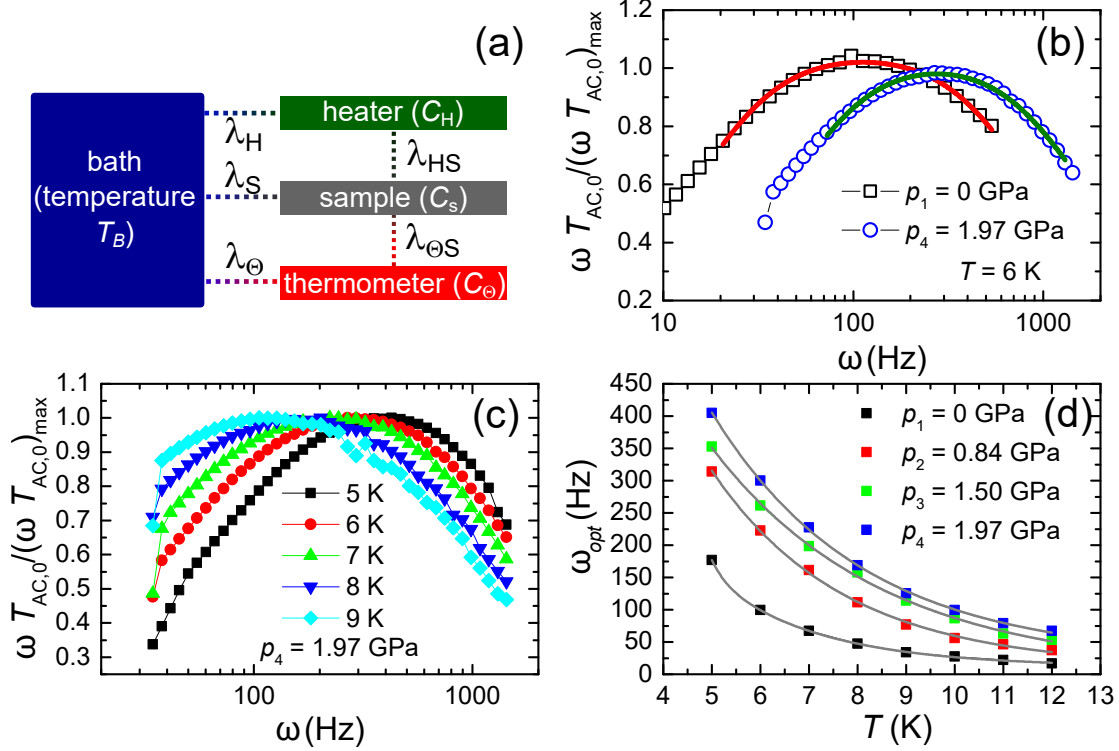 (a)
bath
(temperature
T_B)
λ_H
λ_S
λ_Θ
heater (C_H)
λ_HS
sample (C_s)
λ_ΘS
thermometer (C_Θ)
(b)
ω T_AC,0/(ω T_AC,0)_max
1.2
1.0
0.8
0.6
0.4
0.2
p_1 = 0 GPa
p_4 = 1.97 GPa
T = 6 K
10 100 1000
ω (Hz)
(c)
ω T_AC,0/(ω T_AC,0)_max
1.1
1.0
0.9
0.8
0.7
0.6
0.5
0.4
0.3
5 K
6 K
7 K
8 K
9 K
p_4 = 1.97 GPa
100 1000
ω (Hz)
(d)
ω_opt (Hz)
450
400
350
300
250
200
150
100
50
0
p_1 = 0 GPa
p_2 = 0.84 GPa
p_3 = 1.50 GPa
p_4 = 1.97 GPa
4 5 6 7 8 9 10 11 12 13
T (K)